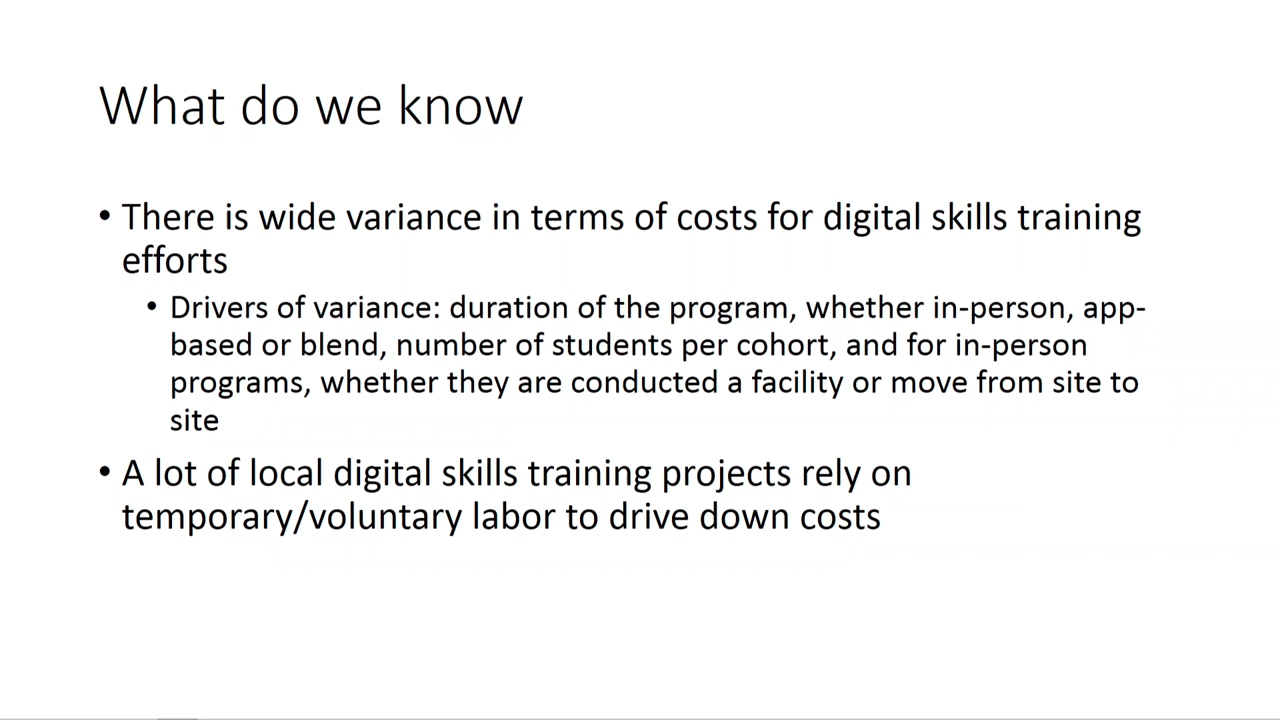 What do we know
• There is wide variance in terms of costs for digital skills training
efforts
• Drivers of variance: duration of the program, whether in-person, app-
based or blend, number of students per cohort, and for in-person
programs, whether they are conducted a facility or move from site to
site
• A lot of local digital skills training projects rely on
temporary/voluntary labor to drive down costs